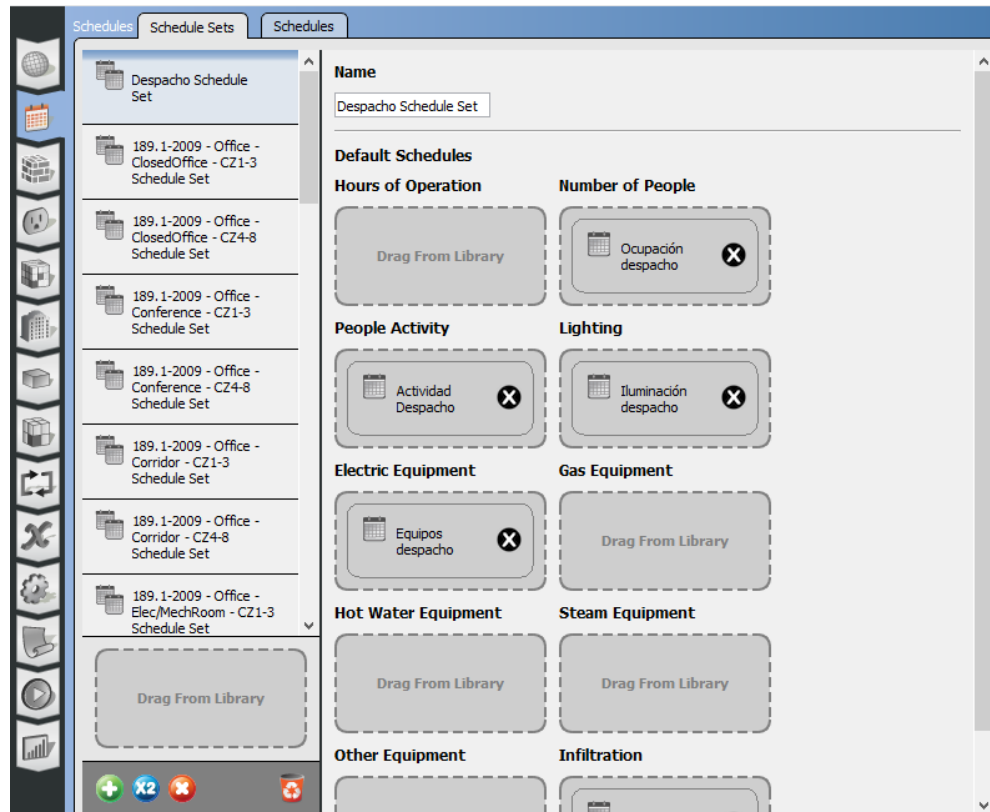 Schedules
Schedule Sets
Schedules
Despacho Schedule
Set
189.1-2009 - Office -
ClosedOffice - CZ1-3
Schedule Set
189.1-2009 - Office -
ClosedOffice - CZ4-8
Schedule Set
189.1-2009 - Office -
Conference - CZ1-3
Schedule Set
189.1-2009 - Office -
Conference - CZ4-8
Schedule Set
189.1-2009 - Office -
Corridor - CZ1-3
Schedule Set
189.1-2009 - Office -
Corridor - CZ4-8
Schedule Set
189.1-2009 - Office -
Elec/MechRoom - CZ1-3
Schedule Set
Drag From Library
X2
Name
Despacho Schedule Set
Default Schedules
Hours of Operation
Number of People
Drag From Library
Ocupación
despacho
People Activity
Lighting
Actividad
Despacho
Iluminación
despacho
Electric Equipment
Gas Equipment
Equipos
despacho
Drag From Library
Hot Water Equipment
Steam Equipment
Drag From Library
Drag From Library
Other Equipment
Infiltration